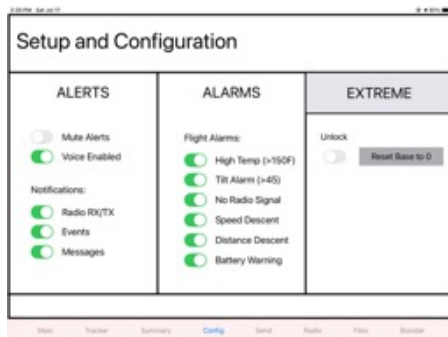 Setup and Configuration
ALERTS
Mute Alerts
Voice Enabled
Notifications:
Radio RX/TX
Events
Messages
ALARMS
Flight Alarms:
High Temp (>150F)
Tilt Alarm (>45)
No Radio Signal
Speed Descent
Distance Descent
Battery Warning
EXTREME
Unlock
Reset Base to 0
Main Tracker Summary Config Send Radio Files Booster